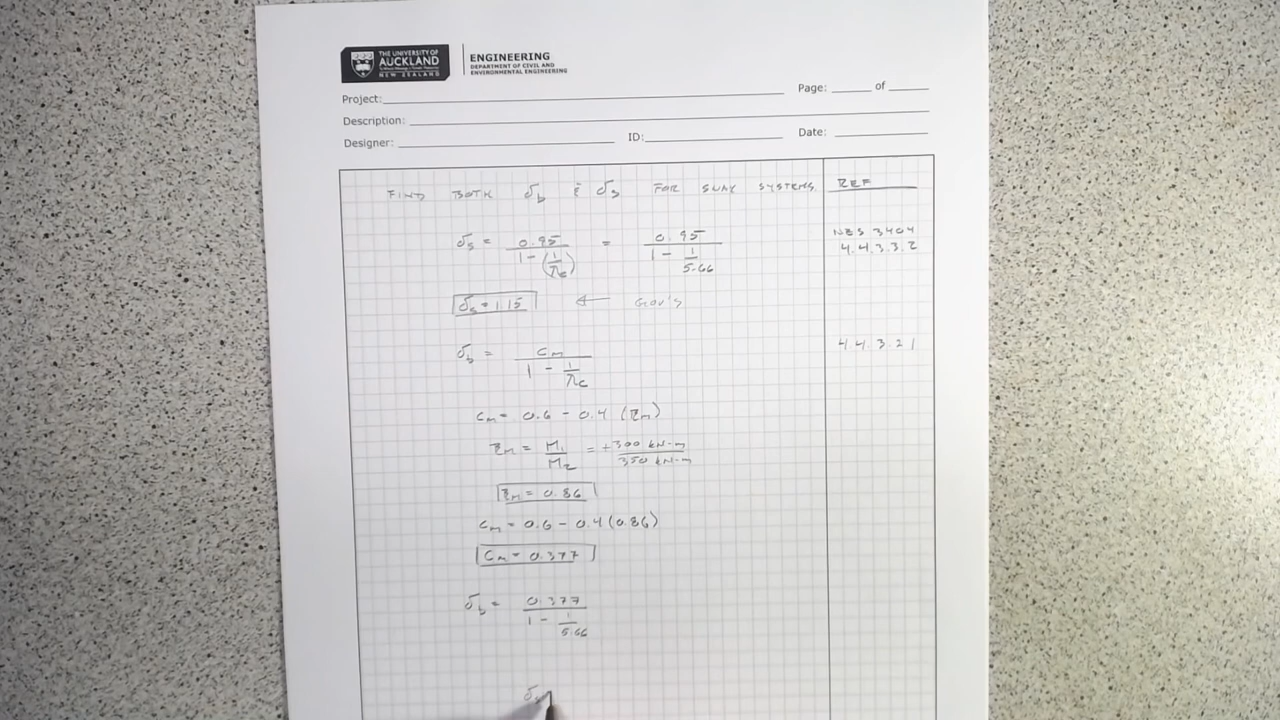 THE UNIVERSITY OF
AUCKLAND
NEW ZEALAND
ENGINEERING
DEPARTMENT OF CIVIL AND
ENVIRONMENTAL ENGINEERING
Project:
Page: of
Description:
Designer: ID: Date:
FIND BOTH δb & δs FOR SWAY SYSTEMS
REF
δs = 0.95 / (1 - (1/λc)) = 0.95 / (1 - 1/5.66)
NZS 3404
4.4.3.3.2
δs = 1.15 ← GOV'S
δb = cm / (1 - 1/λc)
4.4.3.2.1
cm = 0.6 - 0.4 (βm)
βm = M1/M2 = +300 kN-m / 350 kN-m
βm = 0.86
cm = 0.6 - 0.4 (0.86)
cm = 0.377
δb = 0.377 / (1 - 1/5.66)
δ